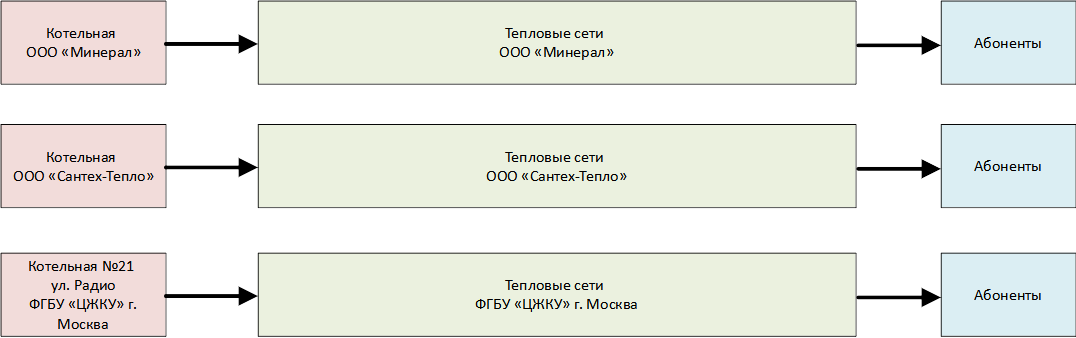 Котельная
ООО «Минерал»
Тепловые сети
ООО «Минерал»
Абоненты
Котельная
ООО «Сантех-Тепло»
Тепловые сети
ООО «Сантех-Тепло»
Абоненты
Котельная №21
ул. Радио
ФГБУ «ЦЖКУ» г.
Москва
Тепловые сети
ФГБУ «ЦЖКУ» г. Москва
Абоненты